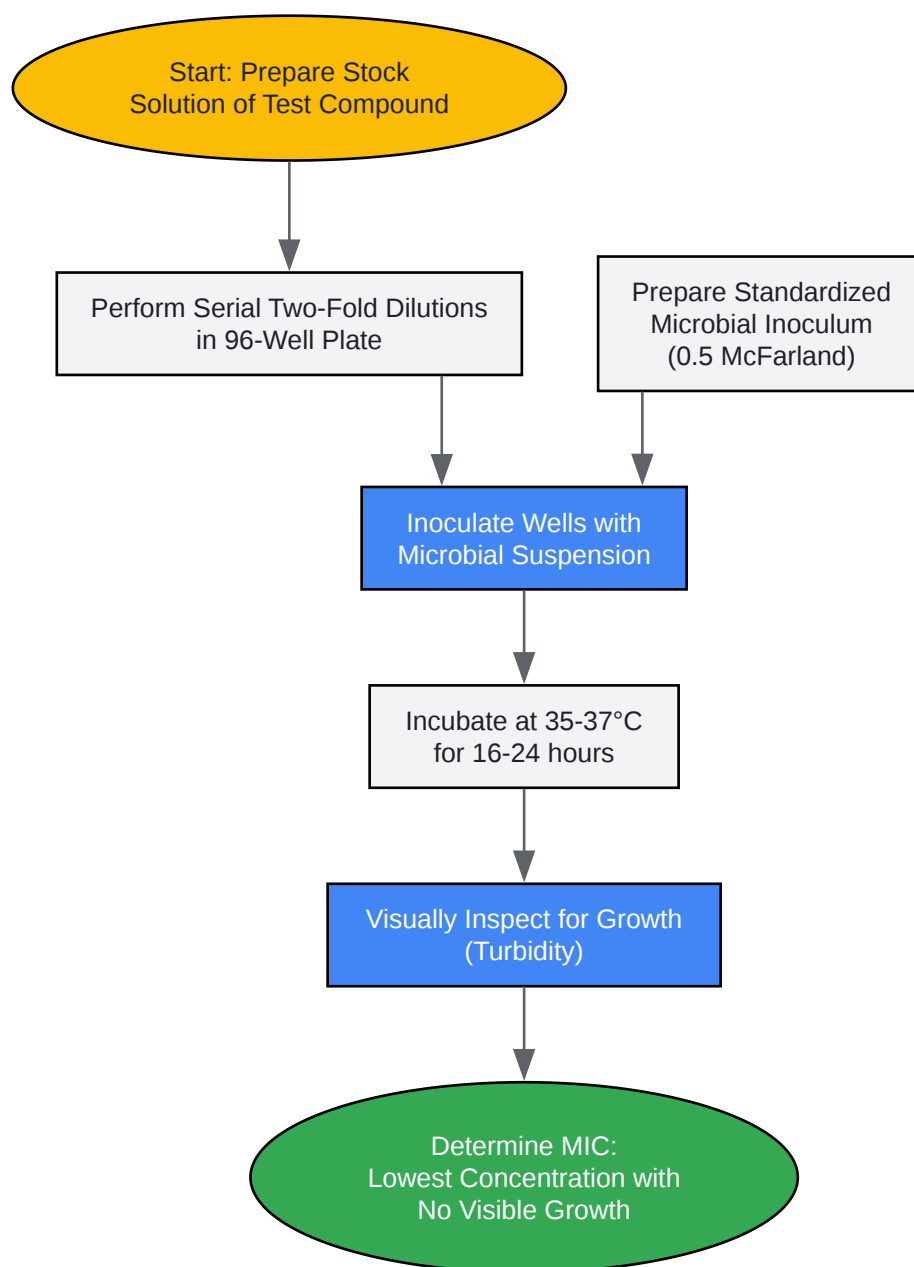 Start: Prepare Stock
Solution of Test Compound
Perform Serial Two-Fold Dilutions
in 96-Well Plate
Prepare Standardized
Microbial Inoculum
(0.5 McFarland)
Inoculate Wells with
Microbial Suspension
Incubate at 35-37°C
for 16-24 hours
Visually Inspect for Growth
(Turbidity)
Determine MIC:
Lowest Concentration with
No Visible Growth